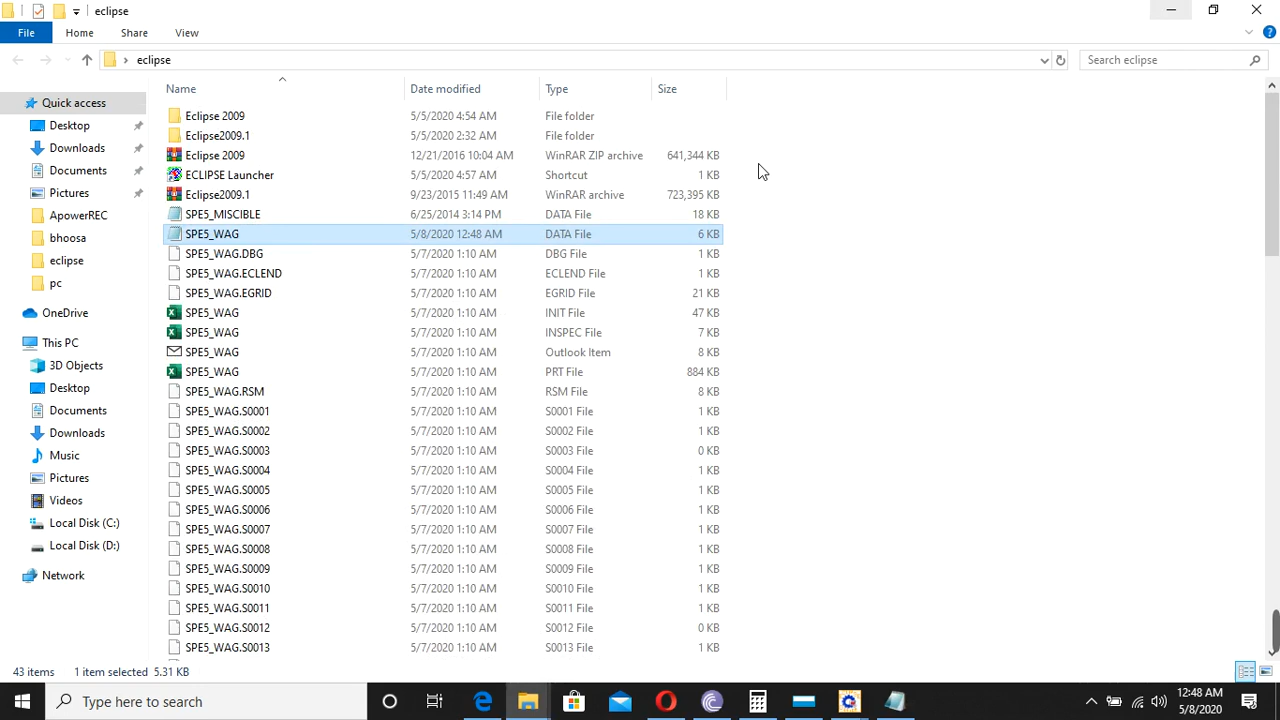 eclipse
File Home Share View
eclipse Search eclipse
Name Date modified Type Size
Quick access
Desktop
Downloads
Documents
Pictures
ApowerREC
bhoosa
eclipse
pc
OneDrive
This PC
3D Objects
Desktop
Documents
Downloads
Music
Pictures
Videos
Local Disk (C:)
Local Disk (D:)
Network
Eclipse 2009 5/5/2020 4:54 AM File folder
Eclipse2009.1 5/5/2020 2:32 AM File folder
Eclipse 2009 12/21/2016 10:04 AM WinRAR ZIP archive 641,344 KB
ECLIPSE Launcher 5/5/2020 4:57 AM Shortcut 1 KB
Eclipse2009.1 9/23/2015 11:49 AM WinRAR archive 723,395 KB
SPE5_MISCIBLE 6/25/2014 3:14 PM DATA File 18 KB
SPE5_WAG 5/8/2020 12:48 AM DATA File 6 KB
SPE5_WAG.DBG 5/7/2020 1:10 AM DBG File 1 KB
SPE5_WAG.ECLEND 5/7/2020 1:10 AM ECLEND File 1 KB
SPE5_WAG.EGRID 5/7/2020 1:10 AM EGRID File 21 KB
SPE5_WAG 5/7/2020 1:10 AM INIT File 47 KB
SPE5_WAG 5/7/2020 1:10 AM INSPEC File 7 KB
SPE5_WAG 5/7/2020 1:10 AM Outlook Item 8 KB
SPE5_WAG 5/7/2020 1:10 AM PRT File 884 KB
SPE5_WAG.RSM 5/7/2020 1:10 AM RSM File 8 KB
SPE5_WAG.S0001 5/7/2020 1:10 AM S0001 File 1 KB
SPE5_WAG.S0002 5/7/2020 1:10 AM S0002 File 1 KB
SPE5_WAG.S0003 5/7/2020 1:10 AM S0003 File 0 KB
SPE5_WAG.S0004 5/7/2020 1:10 AM S0004 File 1 KB
SPE5_WAG.S0005 5/7/2020 1:10 AM S0005 File 1 KB
SPE5_WAG.S0006 5/7/2020 1:10 AM S0006 File 1 KB
SPE5_WAG.S0007 5/7/2020 1:10 AM S0007 File 1 KB
SPE5_WAG.S0008 5/7/2020 1:10 AM S0008 File 1 KB
SPE5_WAG.S0009 5/7/2020 1:10 AM S0009 File 1 KB
SPE5_WAG.S0010 5/7/2020 1:10 AM S0010 File 1 KB
SPE5_WAG.S0011 5/7/2020 1:10 AM S0011 File 1 KB
SPE5_WAG.S0012 5/7/2020 1:10 AM S0012 File 0 KB
SPE5_WAG.S0013 5/7/2020 1:10 AM S0013 File 1 KB
43 items 1 item selected 5.31 KB
Type here to search
12:48 AM
5/8/2020